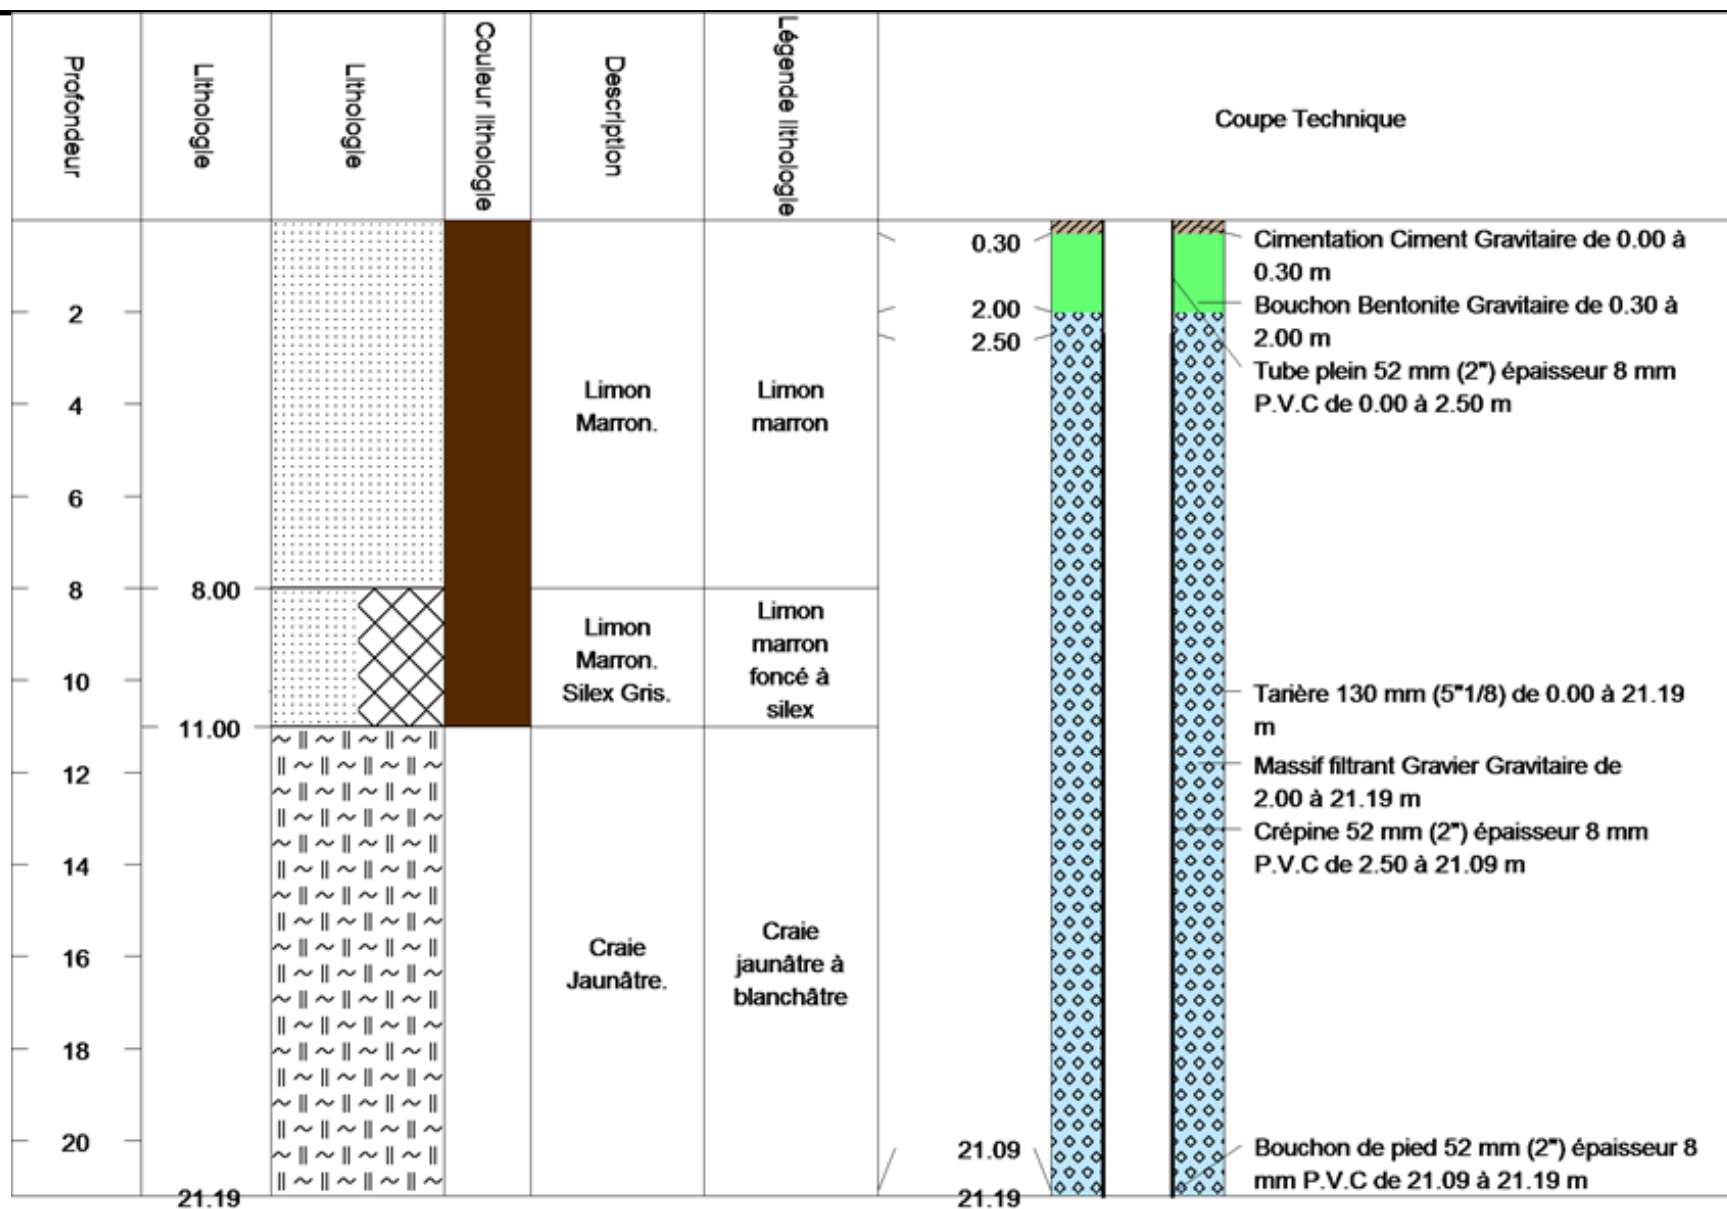 Profondeur
Lithologie
Lithologie
Couleur lithologie
Description
Légende lithologie
Coupe Technique
2
4
6
8
10
12
14
16
18
20
8.00
11.00
21.19
Limon
Marron.
Limon
marron
Limon
Marron.
Silex Gris.
Limon
marron
foncé à
silex
Craie
Jaunâtre.
Craie
jaunâtre à
blanchâtre
0.30
2.00
2.50
21.09
21.19
Cimentation Ciment Gravitaire de 0.00 à
0.30 m
Bouchon Bentonite Gravitaire de 0.30 à
2.00 m
Tube plein 52 mm (2") épaisseur 8 mm
P.V.C de 0.00 à 2.50 m
Tarière 130 mm (5"1/8) de 0.00 à 21.19
m
Massif filtrant Gravier Gravitaire de
2.00 à 21.19 m
Crépine 52 mm (2") épaisseur 8 mm
P.V.C de 2.50 à 21.09 m
Bouchon de pied 52 mm (2") épaisseur 8
mm P.V.C de 21.09 à 21.19 m